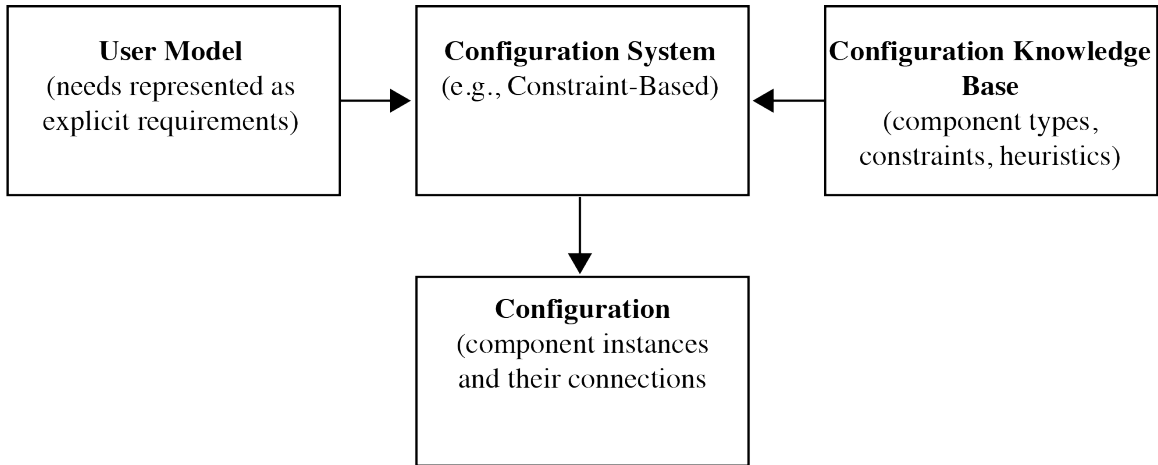 User Model
(needs represented as
explicit requirements)
Configuration System
(e.g., Constraint-Based)
Configuration Knowledge
Base
(component types,
constraints, heuristics)
Configuration
(component instances
and their connections